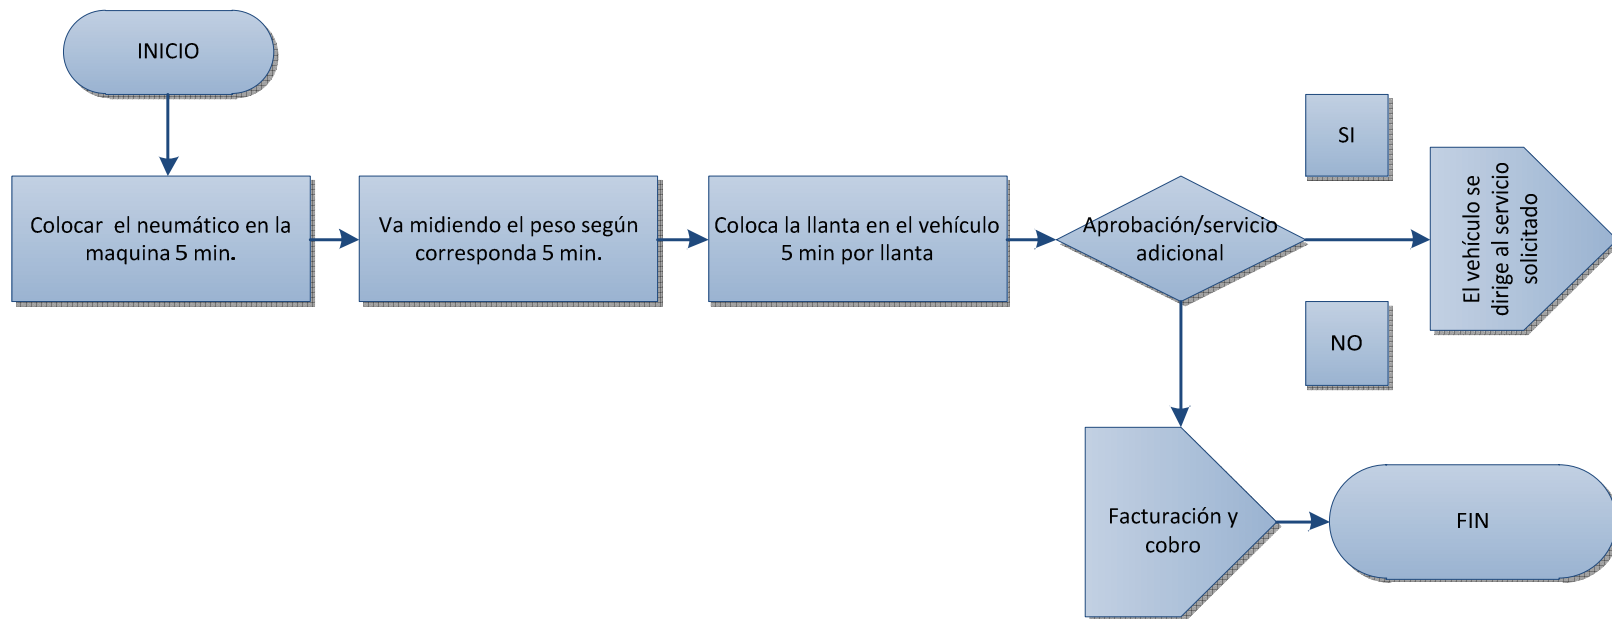 INICIO
SI
Colocar  el neumático en la
maquina 5 min.
Va midiendo el peso según
corresponda 5 min.
Coloca la llanta en el vehículo
5 min por llanta
Aprobación/servicio
adicional
El vehículo se
dirige al servicio
solicitado
NO
Facturación y
cobro
FIN